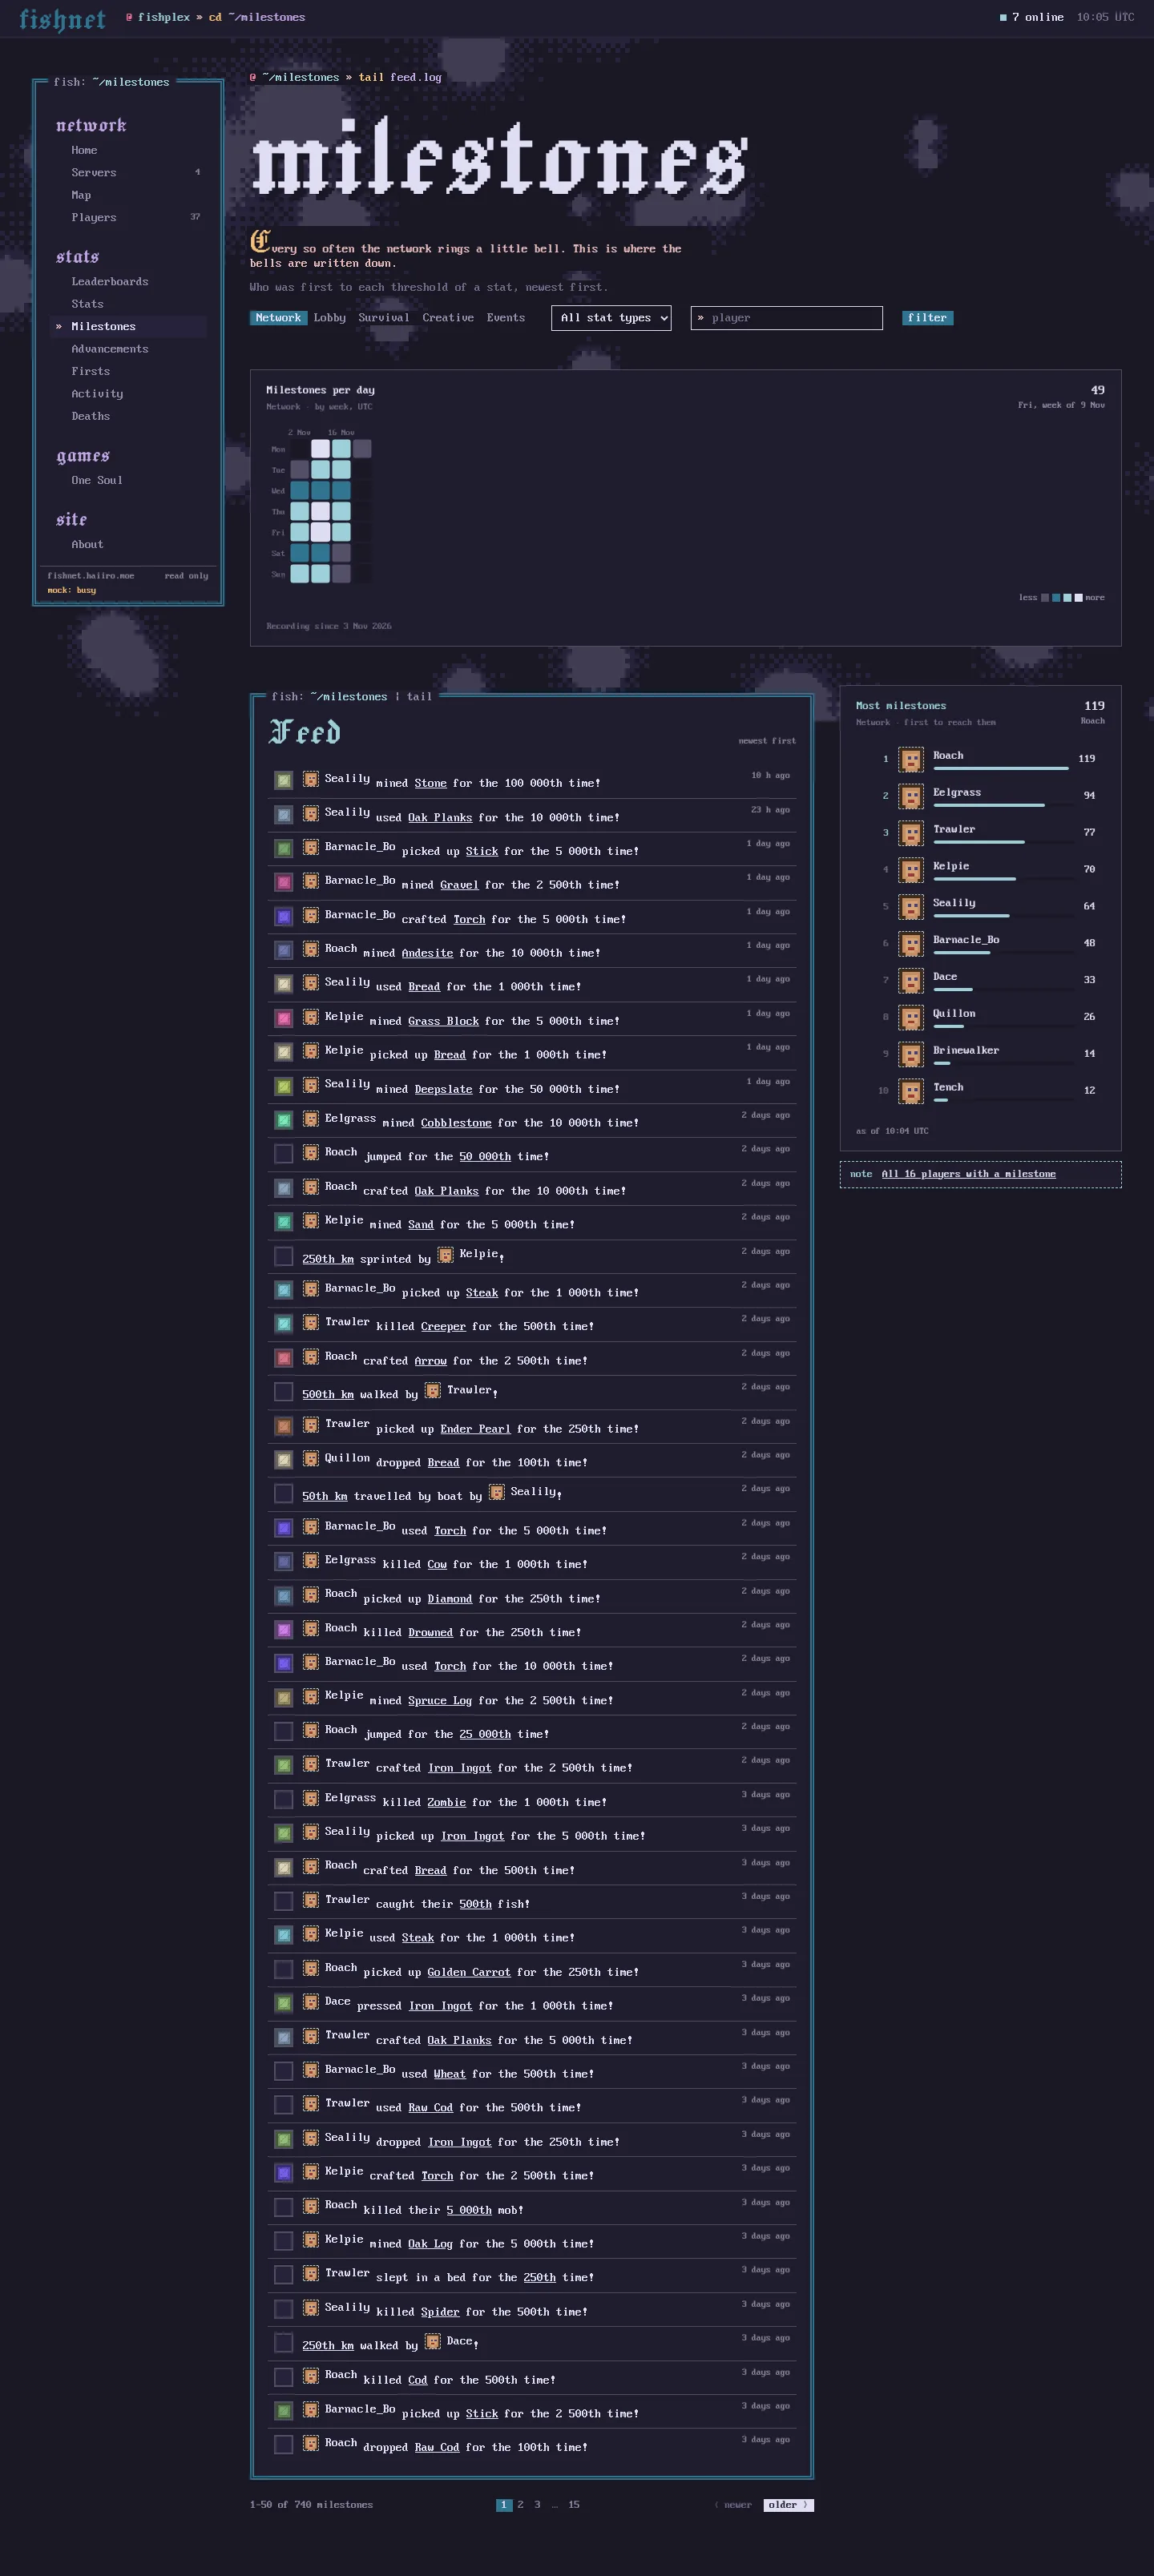 fishnet
@ fishplex » cd ~/milestones
7 online 10:05 UTC
fish: ~/milestones
network
Home
Servers 4
Map
Players 37
stats
Leaderboards
Stats
» Milestones
Advancements
Firsts
Activity
Deaths
games
One Soul
site
About
fishnet.haiiro.moe read only
mock: busy
@ ~/milestones » tail feed.log
milestones
Every so often the network rings a little bell. This is where the
bells are written down.
Who was first to each threshold of a stat, newest first.
Network Lobby Survival Creative Events All stat types » player filter
Milestones per day 49
Network · by week, UTC Fri, week of 9 Nov
2 Nov 16 Nov
Mon
Tue
Wed
Thu
Fri
Sat
Sun
less more
Recording since 3 Nov 2026
fish: ~/milestones | tail
Feed newest first
Sealily mined Stone for the 100 000th time! 10 h ago
Sealily used Oak Planks for the 10 000th time! 23 h ago
Barnacle_Bo picked up Stick for the 5 000th time! 1 day ago
Barnacle_Bo mined Gravel for the 2 500th time! 1 day ago
Barnacle_Bo crafted Torch for the 5 000th time! 1 day ago
Roach mined Andesite for the 10 000th time! 1 day ago
Sealily used Bread for the 1 000th time! 1 day ago
Kelpie mined Grass Block for the 5 000th time! 1 day ago
Kelpie picked up Bread for the 1 000th time! 1 day ago
Sealily mined Deepslate for the 50 000th time! 1 day ago
Eelgrass mined Cobblestone for the 10 000th time! 2 days ago
Roach jumped for the 50 000th time! 2 days ago
Roach crafted Oak Planks for the 10 000th time! 2 days ago
Kelpie mined Sand for the 5 000th time! 2 days ago
250th km sprinted by Kelpie! 2 days ago
Barnacle_Bo picked up Steak for the 1 000th time! 2 days ago
Trawler killed Creeper for the 500th time! 2 days ago
Roach crafted Arrow for the 2 500th time! 2 days ago
500th km walked by Trawler! 2 days ago
Trawler picked up Ender Pearl for the 250th time! 2 days ago
Quillon dropped Bread for the 100th time! 2 days ago
50th km travelled by boat by Sealily! 2 days ago
Barnacle_Bo used Torch for the 5 000th time! 2 days ago
Eelgrass killed Cow for the 1 000th time! 2 days ago
Roach picked up Diamond for the 250th time! 2 days ago
Roach killed Drowned for the 250th time! 2 days ago
Barnacle_Bo used Torch for the 10 000th time! 2 days ago
Kelpie mined Spruce Log for the 2 500th time! 2 days ago
Roach jumped for the 25 000th time! 2 days ago
Trawler crafted Iron Ingot for the 2 500th time! 2 days ago
Eelgrass killed Zombie for the 1 000th time! 3 days ago
Sealily picked up Iron Ingot for the 5 000th time! 3 days ago
Roach crafted Bread for the 500th time! 3 days ago
Trawler caught their 500th fish! 3 days ago
Kelpie used Steak for the 1 000th time! 3 days ago
Roach picked up Golden Carrot for the 250th time! 3 days ago
Dace pressed Iron Ingot for the 1 000th time! 3 days ago
Trawler crafted Oak Planks for the 5 000th time! 3 days ago
Barnacle_Bo used Wheat for the 500th time! 3 days ago
Trawler used Raw Cod for the 500th time! 3 days ago
Sealily dropped Iron Ingot for the 250th time! 3 days ago
Kelpie crafted Torch for the 2 500th time! 3 days ago
Roach killed their 5 000th mob! 3 days ago
Kelpie mined Oak Log for the 5 000th time! 3 days ago
Trawler slept in a bed for the 250th time! 3 days ago
Sealily killed Spider for the 500th time! 3 days ago
250th km walked by Dace! 3 days ago
Roach killed Cod for the 500th time! 3 days ago
Barnacle_Bo picked up Stick for the 2 500th time! 3 days ago
Roach dropped Raw Cod for the 100th time! 3 days ago
1-50 of 740 milestones 1 2 3 … 15 ⟨ newer older ⟩
Most milestones 119
Network · first to reach them Roach
1 Roach 119
2 Eelgrass 94
3 Trawler 77
4 Kelpie 70
5 Sealily 64
6 Barnacle_Bo 48
7 Dace 33
8 Quillon 26
9 Brinewalker 14
10 Tench 12
as of 10:04 UTC
note All 16 players with a milestone